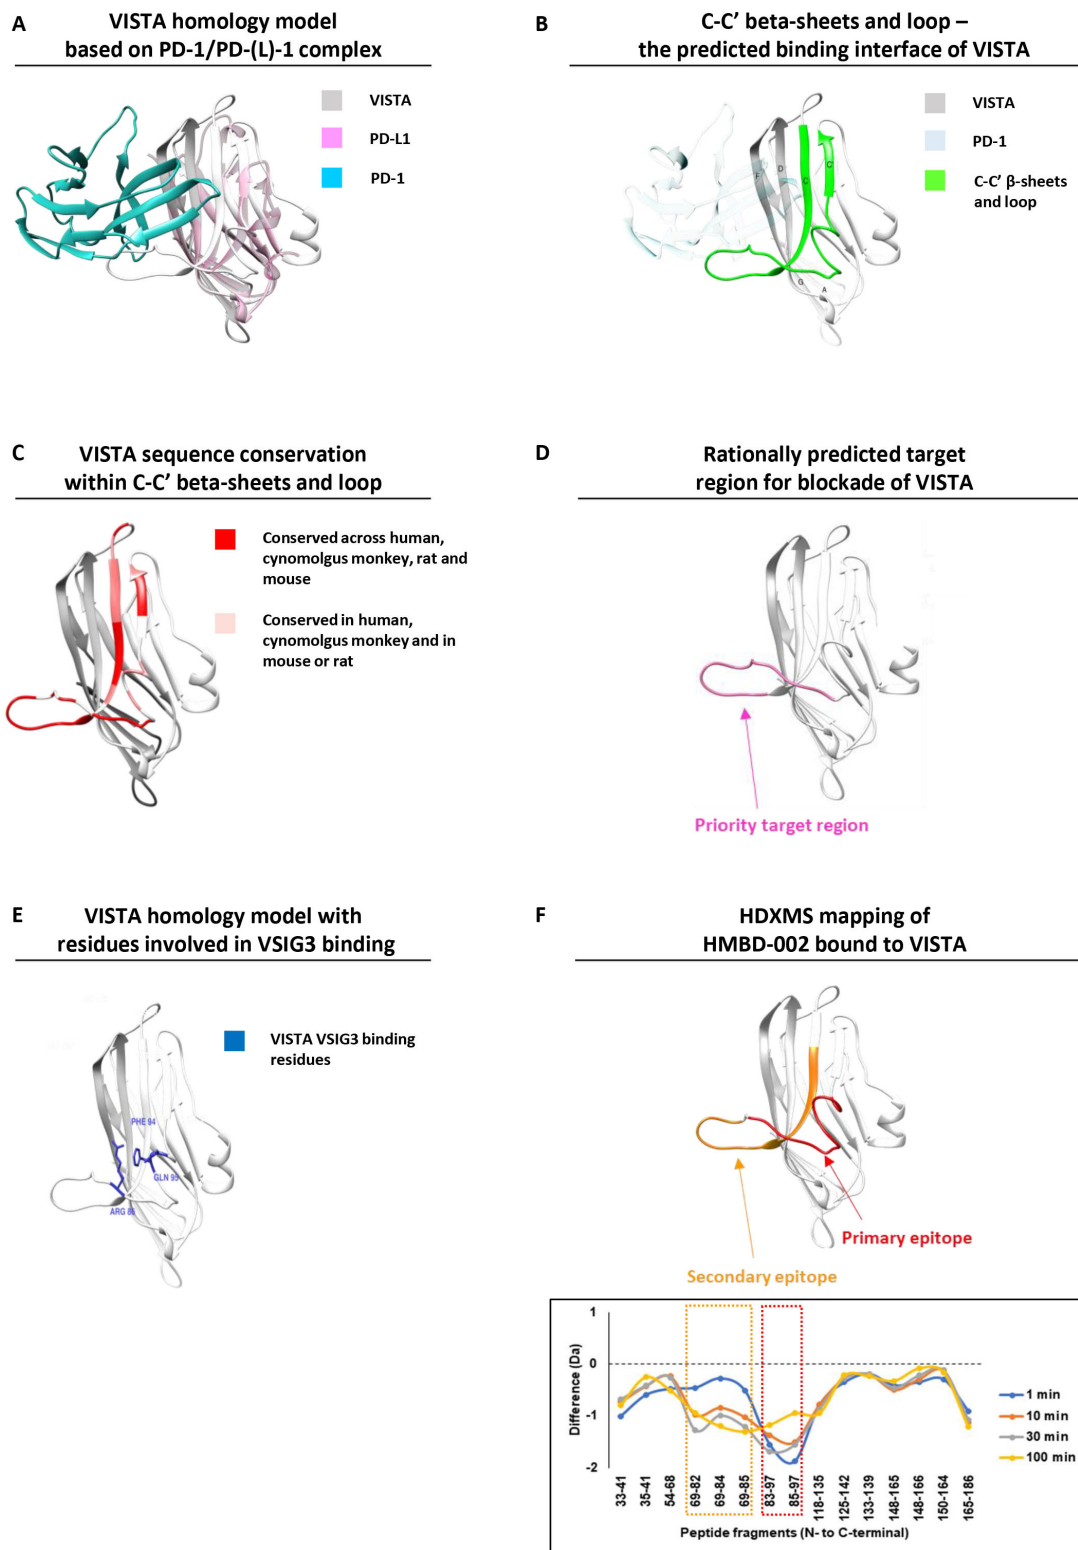 A
VISTA homology model
based on PD-1/PD-(L)-1 complex
VISTA
PD-L1
PD-1
B
C-C’ beta-sheets and loop –
the predicted binding interface of VISTA
VISTA
PD-1
C-C’ β-sheets
and loop
F
D
C
C'
G
A
C
VISTA sequence conservation
within C-C’ beta-sheets and loop
Conserved across human,
cynomolgus monkey, rat and
mouse
Conserved in human,
cynomolgus monkey and in
mouse or rat
D
Rationally predicted target
region for blockade of VISTA
Priority target region
E
VISTA homology model with
residues involved in VSIG3 binding
VISTA VSIG3 binding
residues
PHE 94
GLN 95
ARG 86
F
HDXMS mapping of
HMBD-002 bound to VISTA
Primary epitope
Secondary epitope
Difference (Da)
1
0
-1
-2
33-41
35-41
54-68
69-82
69-84
69-85
83-97
85-97
118-135
125-142
133-139
148-165
148-166
150-164
165-186
Peptide fragments (N- to C-terminal)
1 min
10 min
30 min
100 min